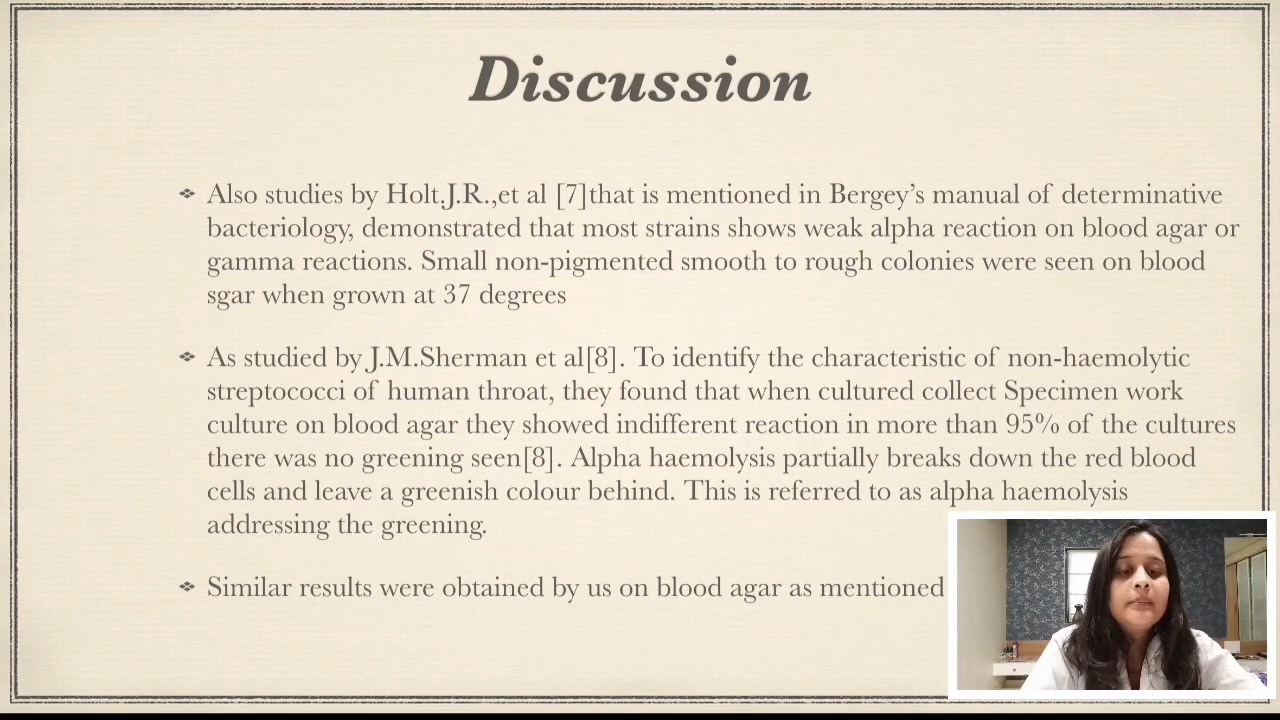 Discussion
Also studies by Holt.J.R.,et al [7]that is mentioned in Bergey's manual of determinative
bacteriology, demonstrated that most strains shows weak alpha reaction on blood agar or
gamma reactions. Small non-pigmented smooth to rough colonies were seen on blood
sgar when grown at 37 degrees
As studied by J.M.Sherman et al[8]. To identify the characteristic of non-haemolytic
streptococci of human throat, they found that when cultured collect Specimen work
culture on blood agar they showed indifferent reaction in more than 95% of the cultures
there was no greening seen[8]. Alpha haemolysis partially breaks down the red blood
cells and leave a greenish colour behind. This is referred to as alpha haemolysis
addressing the greening.
Similar results were obtained by us on blood agar as mentioned